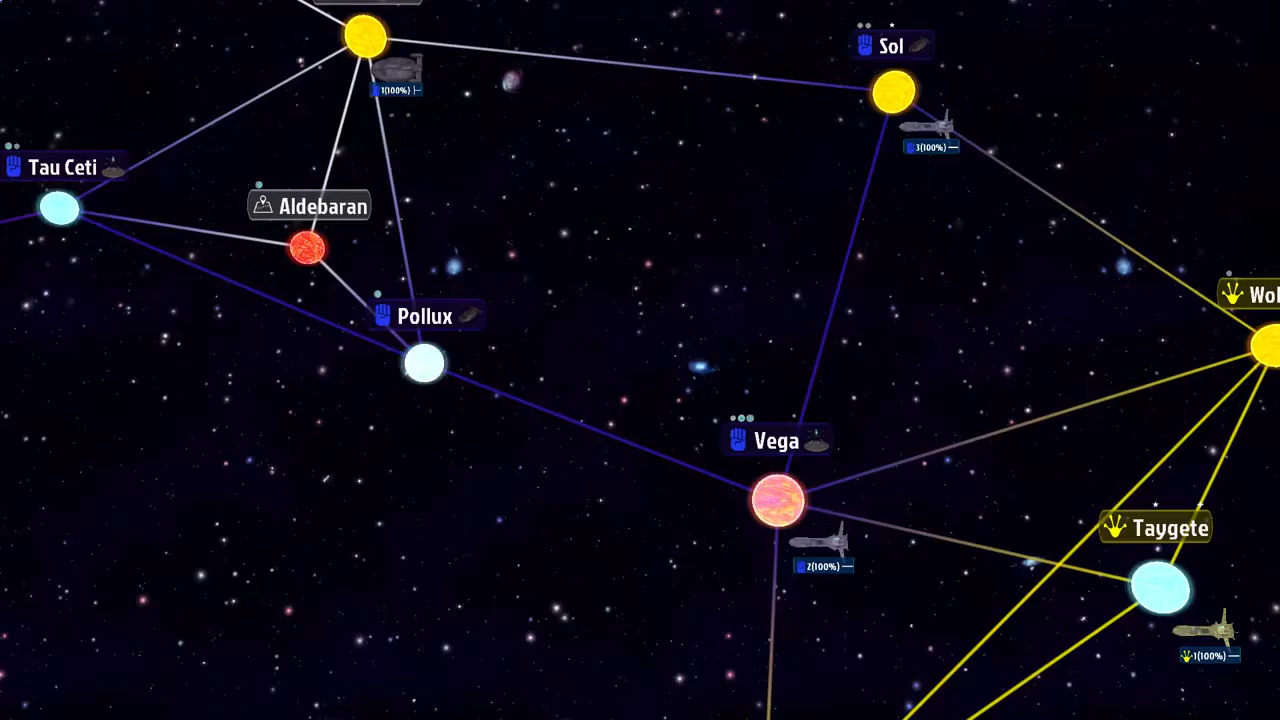 1(100%)
Sol
3(100%)
Tau Ceti
Aldebaran
Pollux
Vega
2(100%)
Taygete
1(100%)